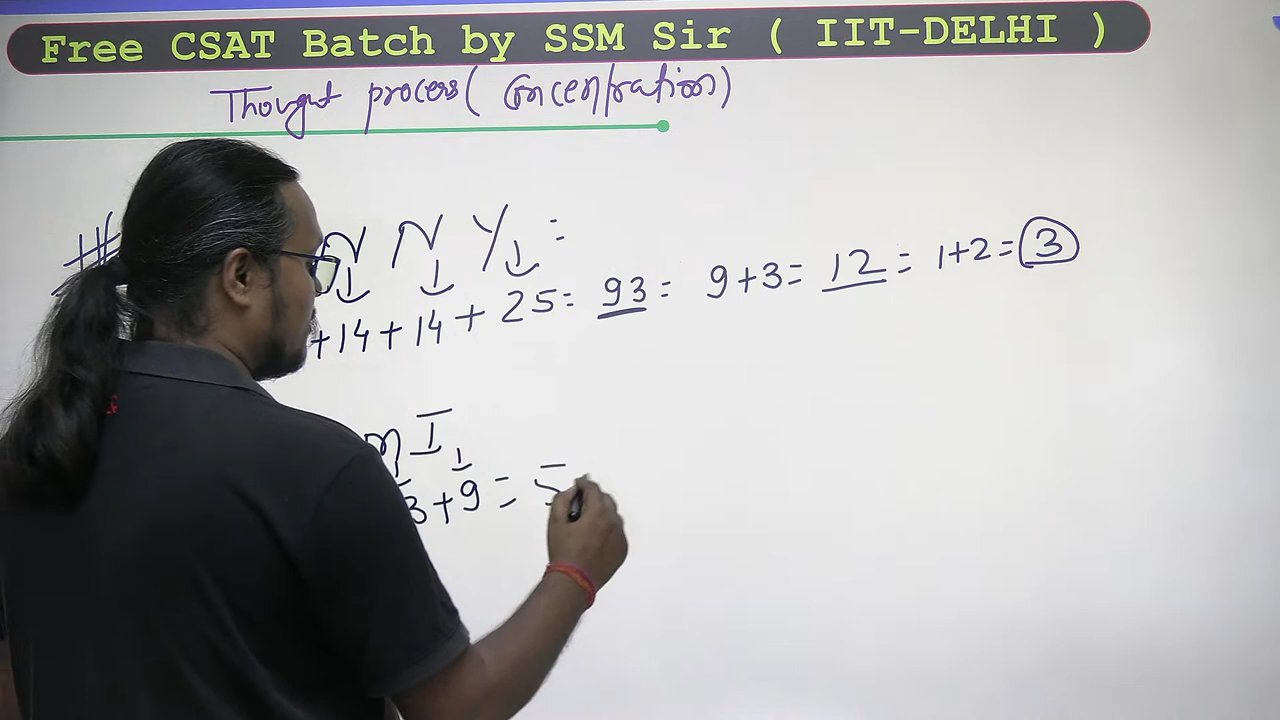 Free CSAT Batch by SSM Sir ( IIT-DELHI )
Thought process( Concentration)
# N N Y :
+14+14+25= 93= 9+3= 12= 1+2=3
M I
3+9= 5